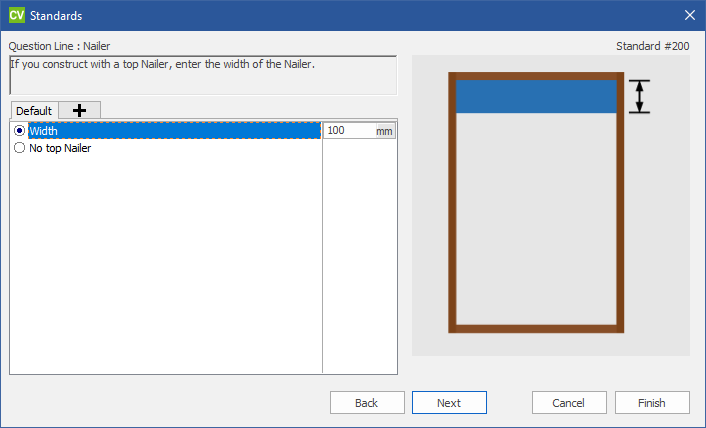 CV Standards
Question Line : Nailer Standard #200
If you construct with a top Nailer, enter the width of the Nailer.
Default
Width 100 mm
No top Nailer
Back Next Cancel Finish